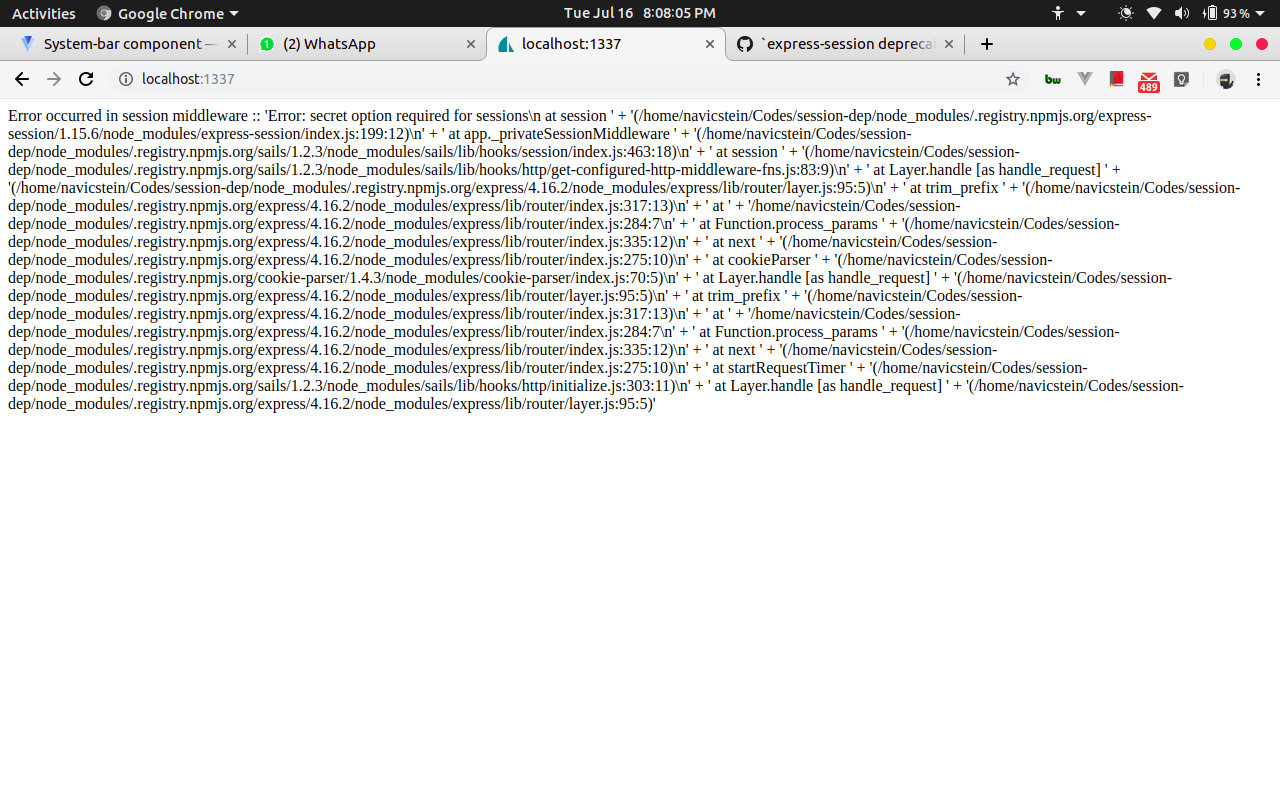 Activities Google Chrome Tue Jul 16 8:08:05 PM 93 %
System-bar component — (2) WhatsApp localhost:1337 `express-session depreca
localhost:1337
489
Error occurred in session middleware :: 'Error: secret option required for sessions\n at session ' + '(/home/navicstein/Codes/session-dep/node_modules/.registry.npmjs.org/express-
session/1.15.6/node_modules/express-session/index.js:199:12)\n' + ' at app._privateSessionMiddleware ' + '(/home/navicstein/Codes/session-
dep/node_modules/.registry.npmjs.org/sails/1.2.3/node_modules/sails/lib/hooks/session/index.js:463:18)\n' + ' at session ' + '(/home/navicstein/Codes/session-
dep/node_modules/.registry.npmjs.org/sails/1.2.3/node_modules/sails/lib/hooks/http/get-configured-http-middleware-fns.js:83:9)\n' + ' at Layer.handle [as handle_request] ' +
'(/home/navicstein/Codes/session-dep/node_modules/.registry.npmjs.org/express/4.16.2/node_modules/express/lib/router/layer.js:95:5)\n' + ' at trim_prefix ' + '(/home/navicstein/Codes/session-
dep/node_modules/.registry.npmjs.org/express/4.16.2/node_modules/express/lib/router/index.js:317:13)\n' + ' at ' + '/home/navicstein/Codes/session-
dep/node_modules/.registry.npmjs.org/express/4.16.2/node_modules/express/lib/router/index.js:284:7\n' + ' at Function.process_params ' + '(/home/navicstein/Codes/session-
dep/node_modules/.registry.npmjs.org/express/4.16.2/node_modules/express/lib/router/index.js:335:12)\n' + ' at next ' + '(/home/navicstein/Codes/session-
dep/node_modules/.registry.npmjs.org/express/4.16.2/node_modules/express/lib/router/index.js:275:10)\n' + ' at cookieParser ' + '(/home/navicstein/Codes/session-
dep/node_modules/.registry.npmjs.org/cookie-parser/1.4.3/node_modules/cookie-parser/index.js:70:5)\n' + ' at Layer.handle [as handle_request] ' + '(/home/navicstein/Codes/session-
dep/node_modules/.registry.npmjs.org/express/4.16.2/node_modules/express/lib/router/layer.js:95:5)\n' + ' at trim_prefix ' + '(/home/navicstein/Codes/session-
dep/node_modules/.registry.npmjs.org/express/4.16.2/node_modules/express/lib/router/index.js:317:13)\n' + ' at ' + '/home/navicstein/Codes/session-
dep/node_modules/.registry.npmjs.org/express/4.16.2/node_modules/express/lib/router/index.js:284:7\n' + ' at Function.process_params ' + '(/home/navicstein/Codes/session-
dep/node_modules/.registry.npmjs.org/express/4.16.2/node_modules/express/lib/router/index.js:335:12)\n' + ' at next ' + '(/home/navicstein/Codes/session-
dep/node_modules/.registry.npmjs.org/express/4.16.2/node_modules/express/lib/router/index.js:275:10)\n' + ' at startRequestTimer ' + '(/home/navicstein/Codes/session-
dep/node_modules/.registry.npmjs.org/sails/1.2.3/node_modules/sails/lib/hooks/http/initialize.js:303:11)\n' + ' at Layer.handle [as handle_request] ' + '(/home/navicstein/Codes/session-
dep/node_modules/.registry.npmjs.org/express/4.16.2/node_modules/express/lib/router/layer.js:95:5)'